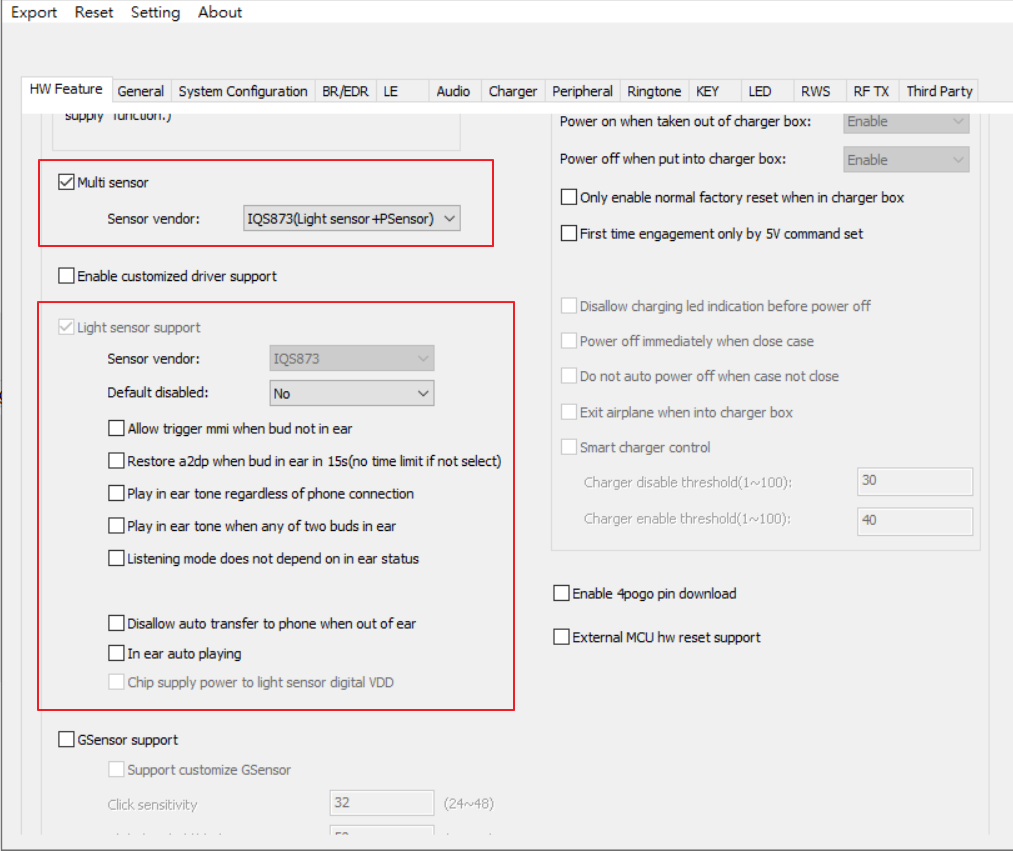 Export Reset Setting About
HW Feature General System Configuration BR/EDR LE Audio Charger Peripheral Ringtone KEY LED RWS RF TX Third Party
supply function.)
Multi sensor
Sensor vendor: IQS873(Light sensor+PSensor)
Enable customized driver support
Light sensor support
Sensor vendor: IQS873
Default disabled: No
Allow trigger mmi when bud not in ear
Restore a2dp when bud in ear in 15s(no time limit if not select)
Play in ear tone regardless of phone connection
Play in ear tone when any of two buds in ear
Listening mode does not depend on in ear status
Disallow auto transfer to phone when out of ear
In ear auto playing
Chip supply power to light sensor digital VDD
GSensor support
Support customize GSensor
Click sensitivity 32 (24~48)
Power on when taken out of charger box: Enable
Power off when put into charger box: Enable
Only enable normal factory reset when in charger box
First time engagement only by 5V command set
Disallow charging led indication before power off
Power off immediately when close case
Do not auto power off when case not close
Exit airplane when into charger box
Smart charger control
Charger disable threshold(1~100): 30
Charger enable threshold(1~100): 40
Enable 4pogo pin download
External MCU hw reset support